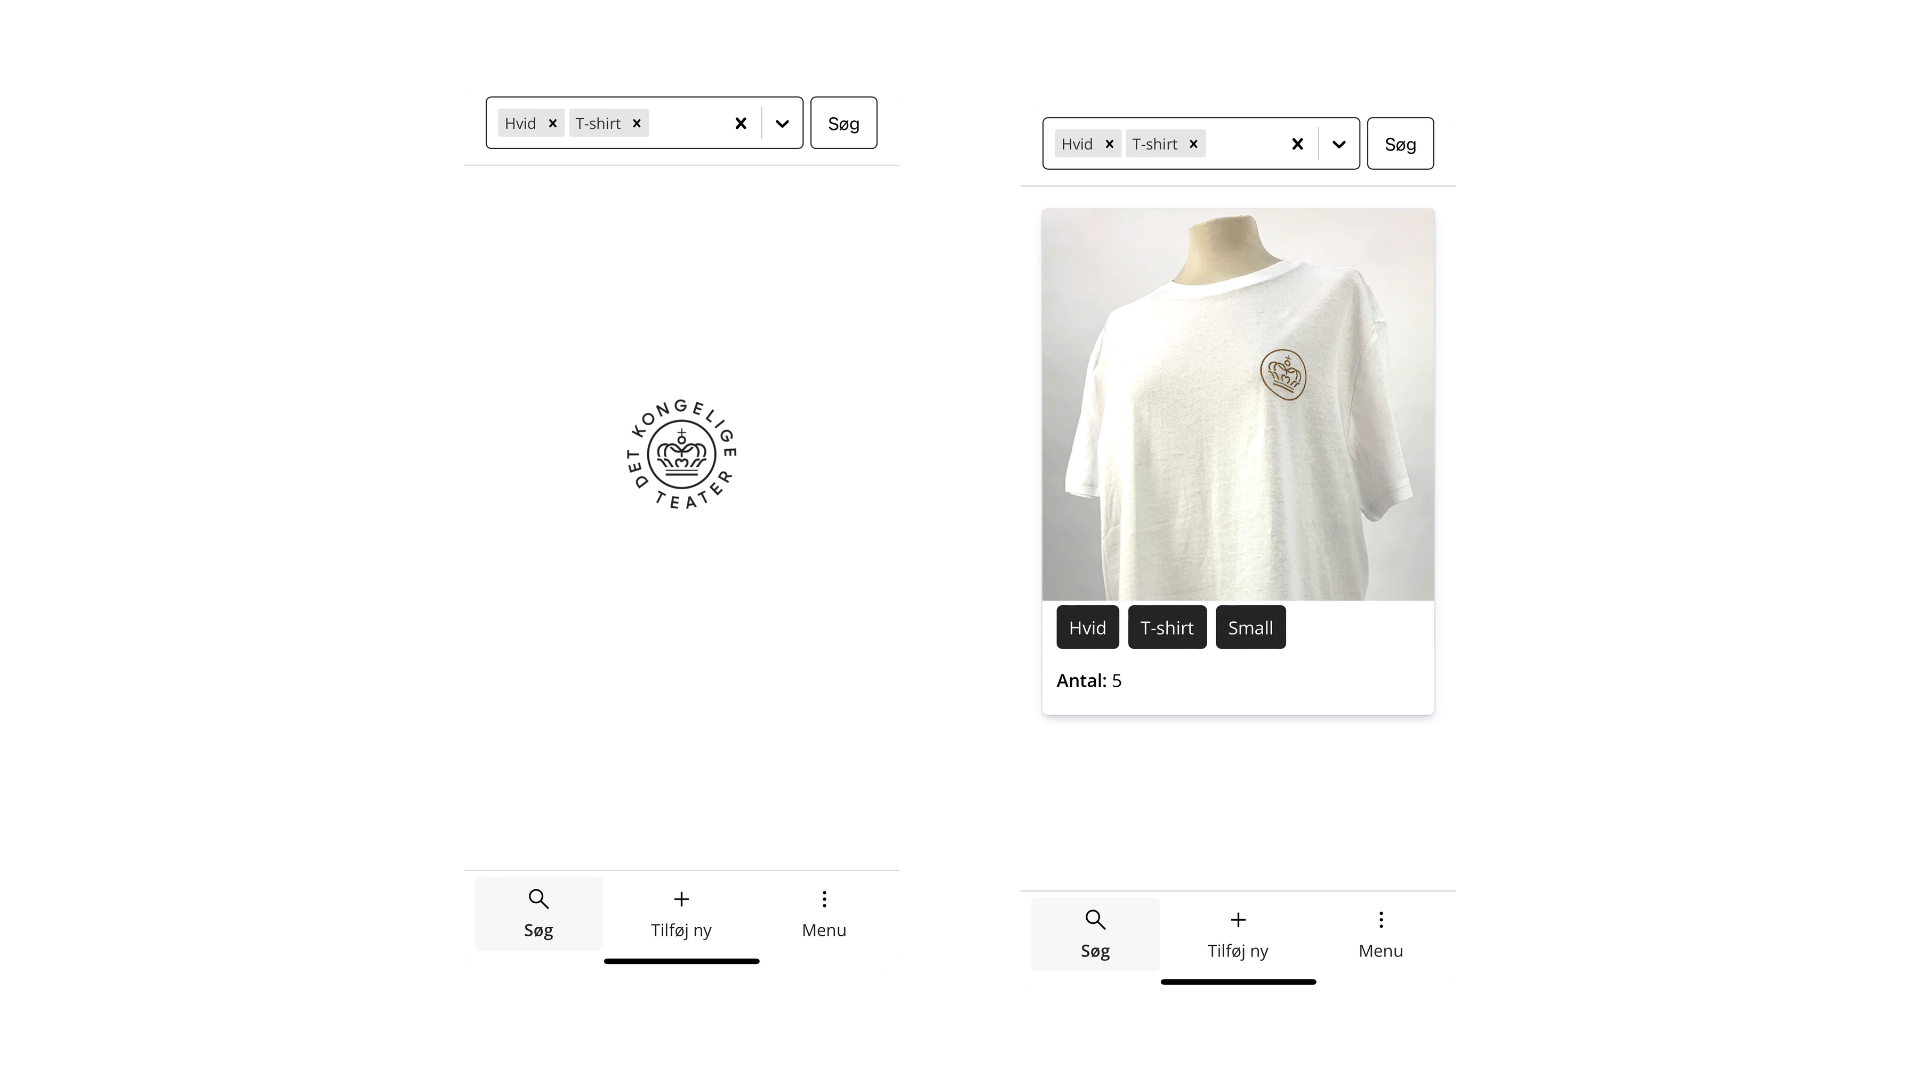 Hvid T-shirt Søg
DET KONGELIGE TEATER
Søg Tilføj ny Menu
Hvid T-shirt Søg
Hvid T-shirt Small
Antal: 5
Søg Tilføj ny Menu